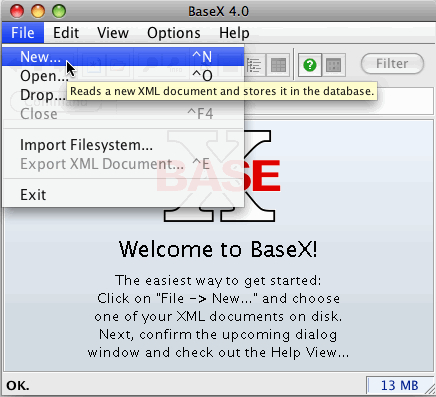 BaseX 4.0
File Edit View Options Help
New... ^N
Open... ^O
Drop...
Reads a new XML document and stores it in the database.
Close ^F4
Import Filesystem...
Export XML Document... ^E
Exit
Filter
X
BASE
Welcome to BaseX!
The easiest way to get started:
Click on "File -> New..." and choose
one of your XML documents on disk.
Next, confirm the upcoming dialog
window and check out the Help View...
OK. 13 MB